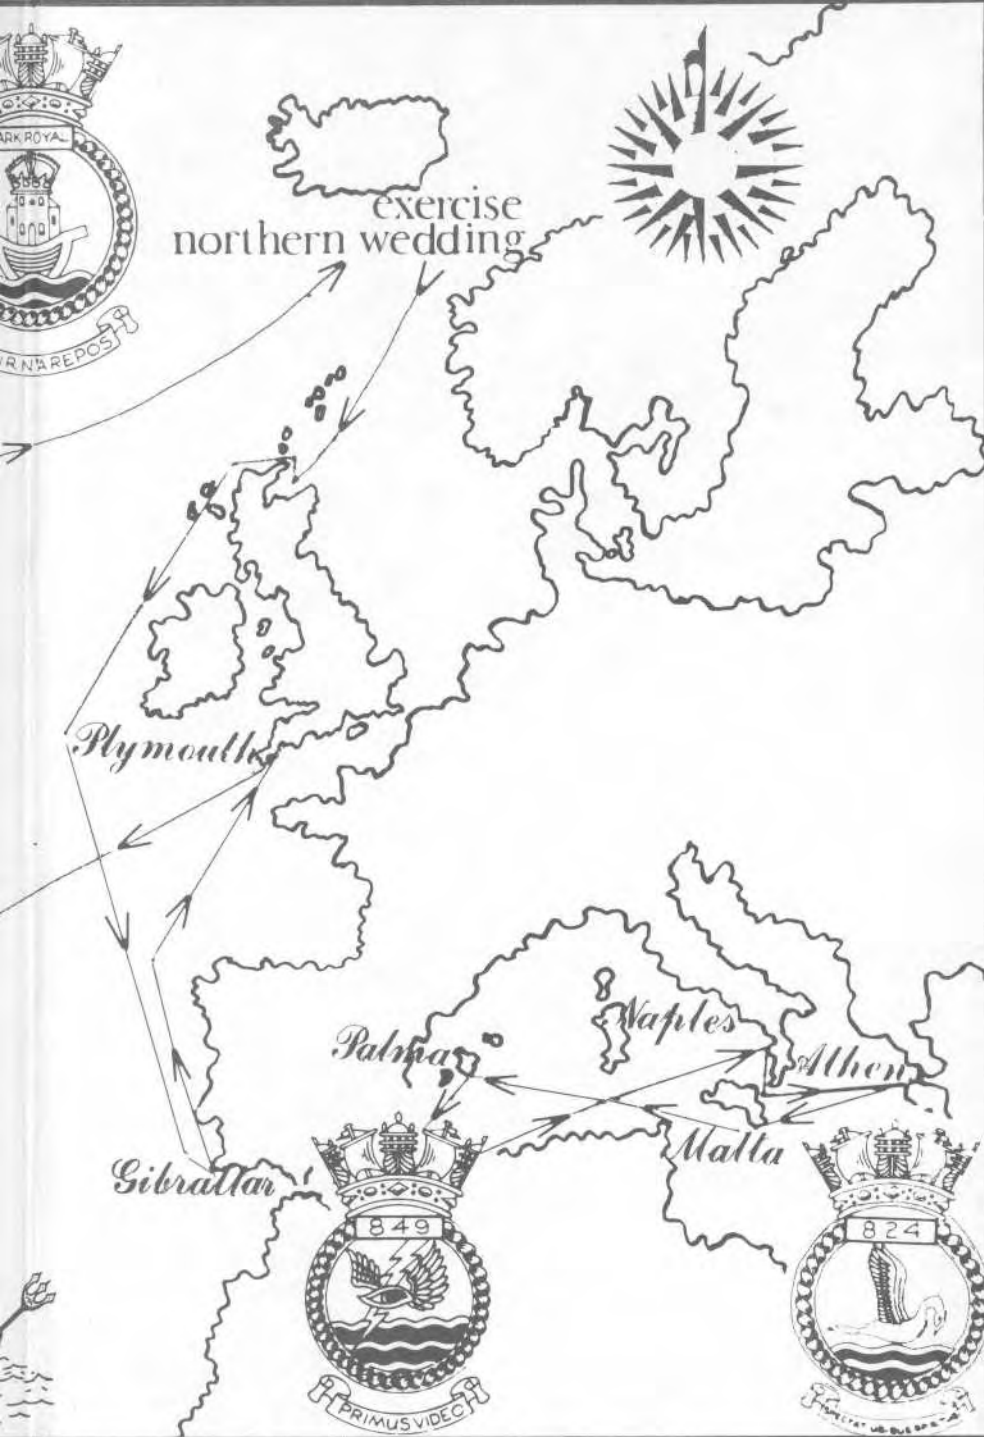 ARK ROYAL
exercise
northern wedding
Plymouth
Naples
Palma
Athen
Malta
Gibraltar
849
824
PRIMUS VIDEO